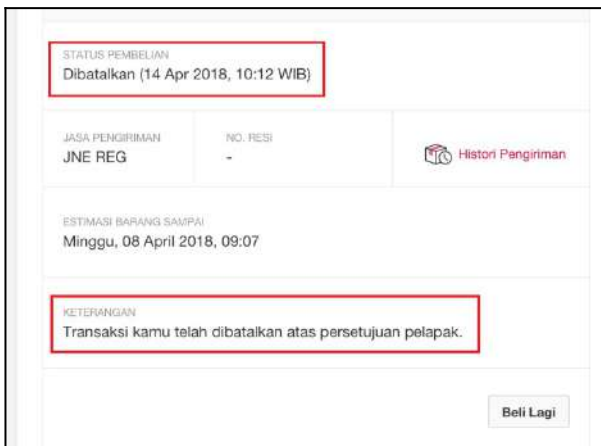 STATUS PEMBELIAN
Dibatalkan (14 Apr 2018, 10:12 WIB)
JASA PENGIRIMAN
JNE REG
NO. RESI
-
Histori Pengiriman
ESTIMASI BARANG SAMPAI
Minggu, 08 April 2018, 09:07
KETERANGAN
Transaksi kamu telah dibatalkan atas persetujuan pelapak.
Beli Lagi